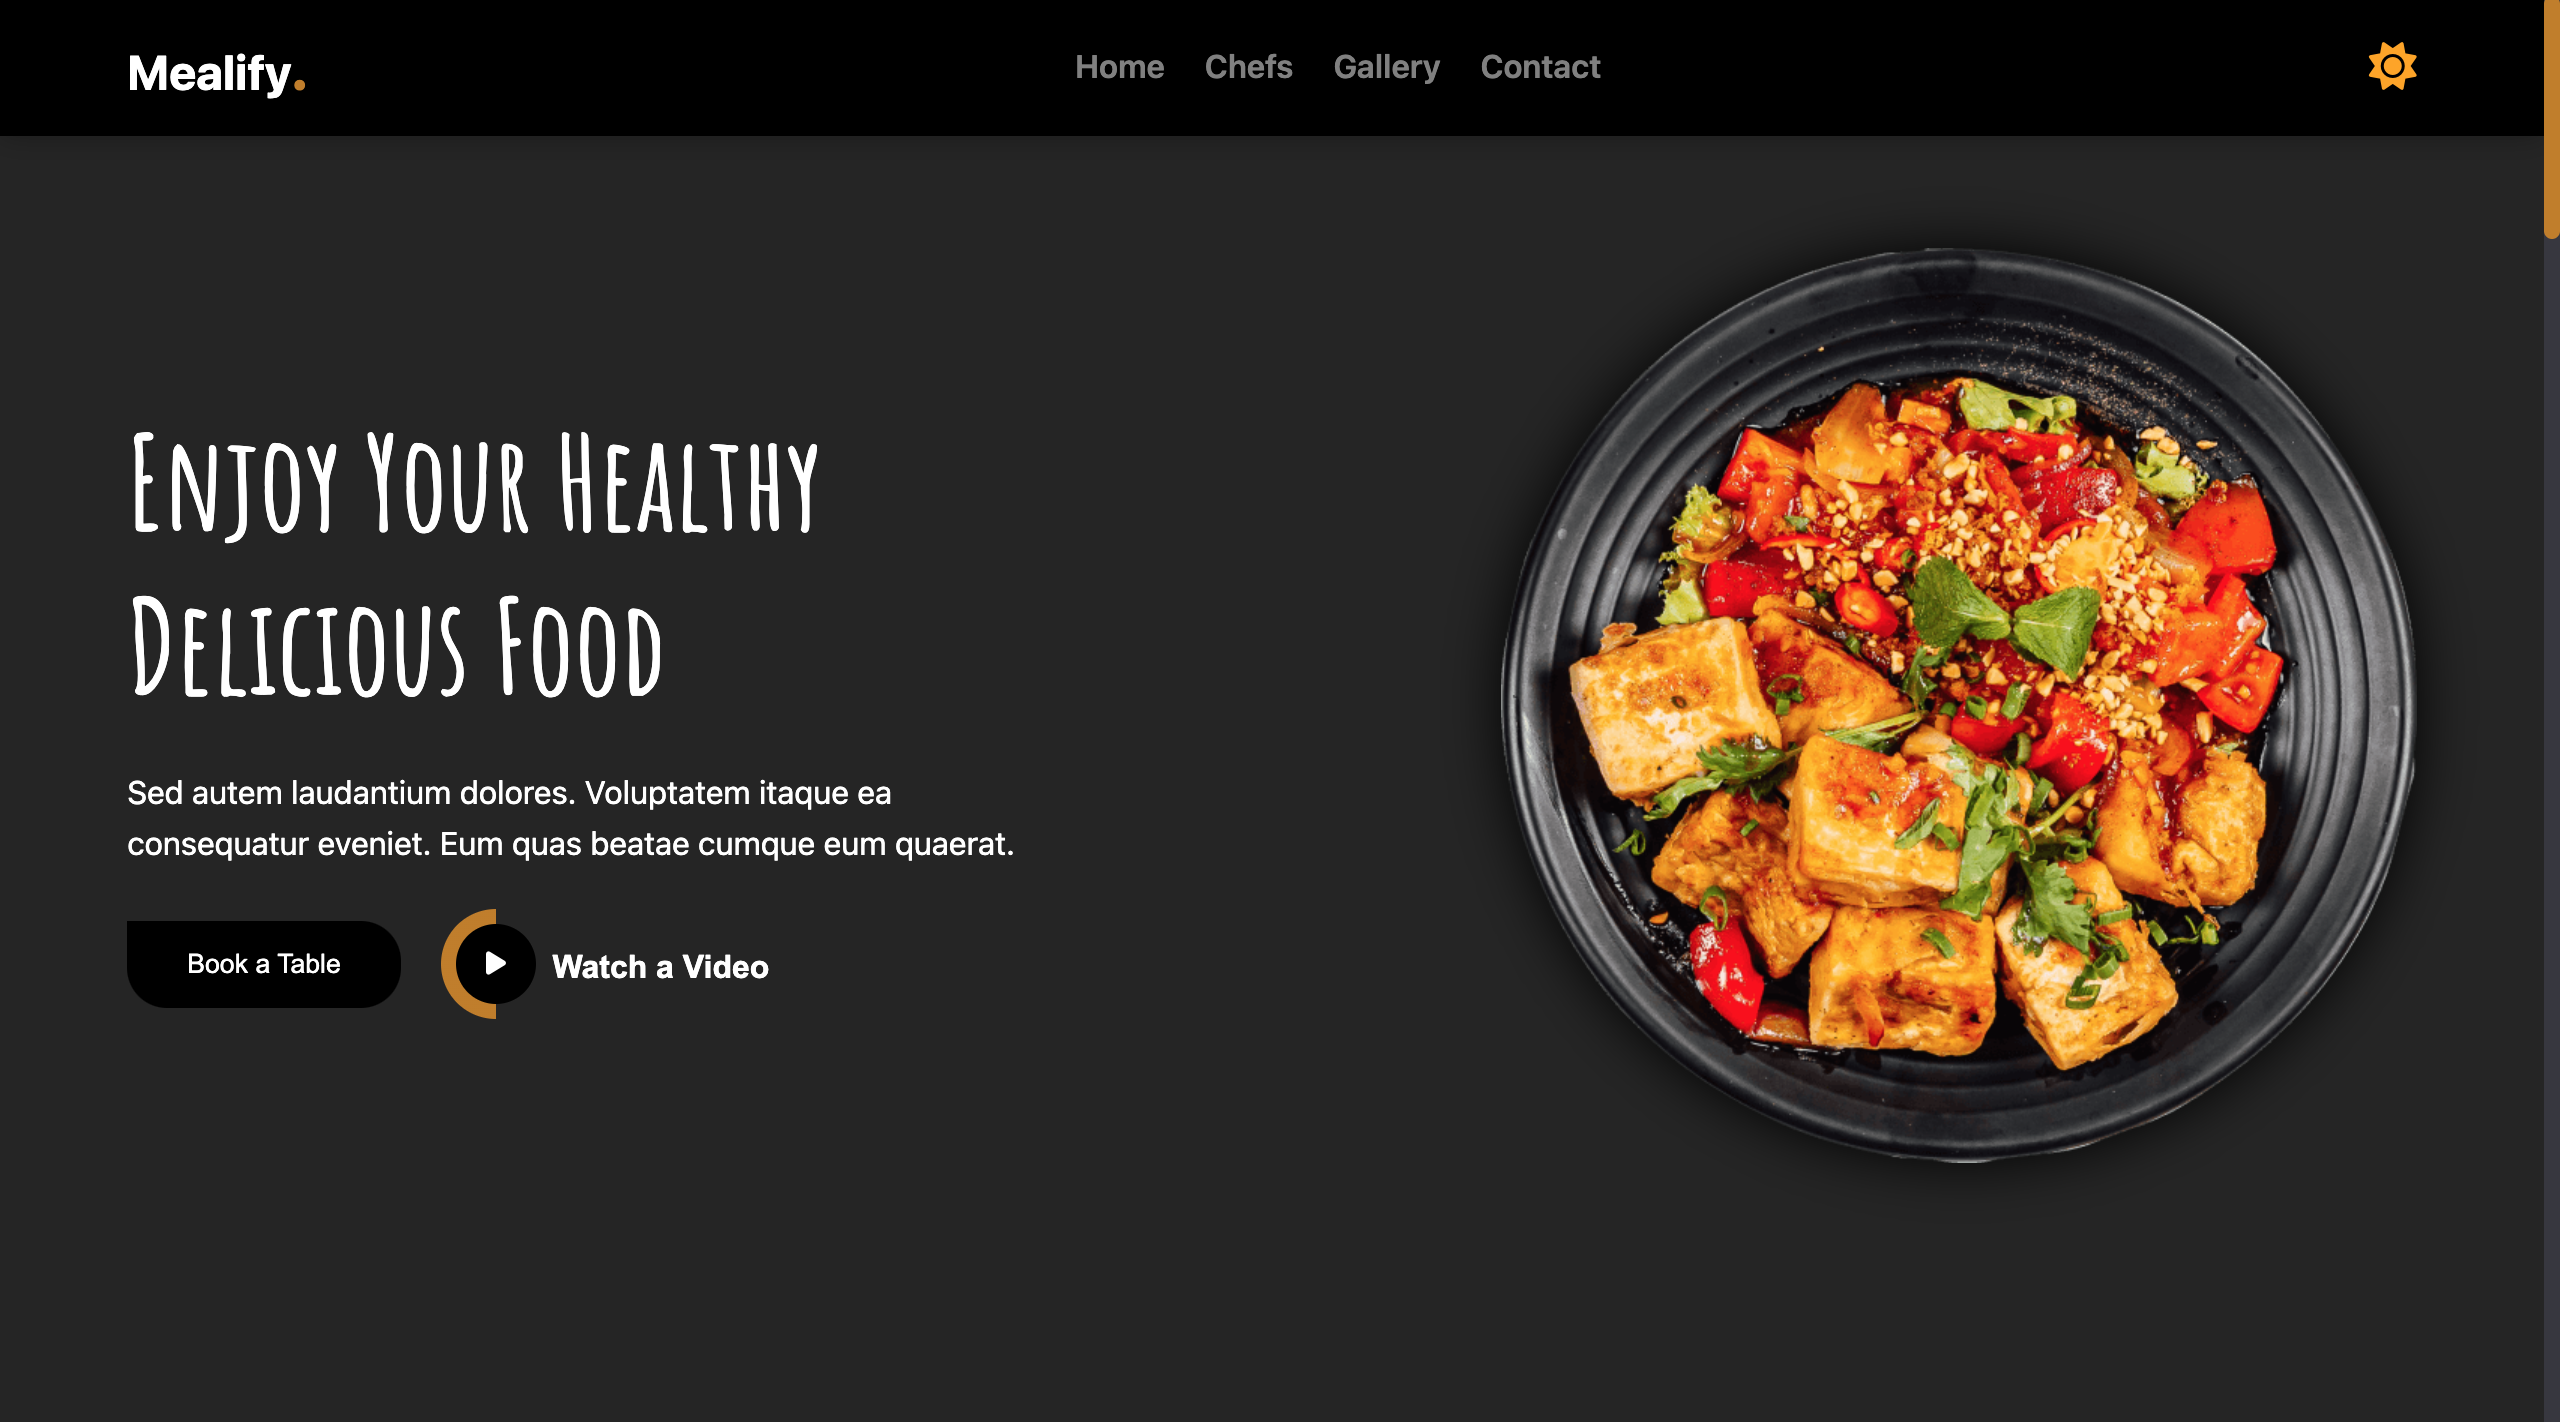 Mealify.
Home Chefs Gallery Contact
Enjoy Your Healthy
Delicious Food
Sed autem laudantium dolores. Voluptatem itaque ea
consequatur eveniet. Eum quas beatae cumque eum quaerat.
Book a Table
Watch a Video